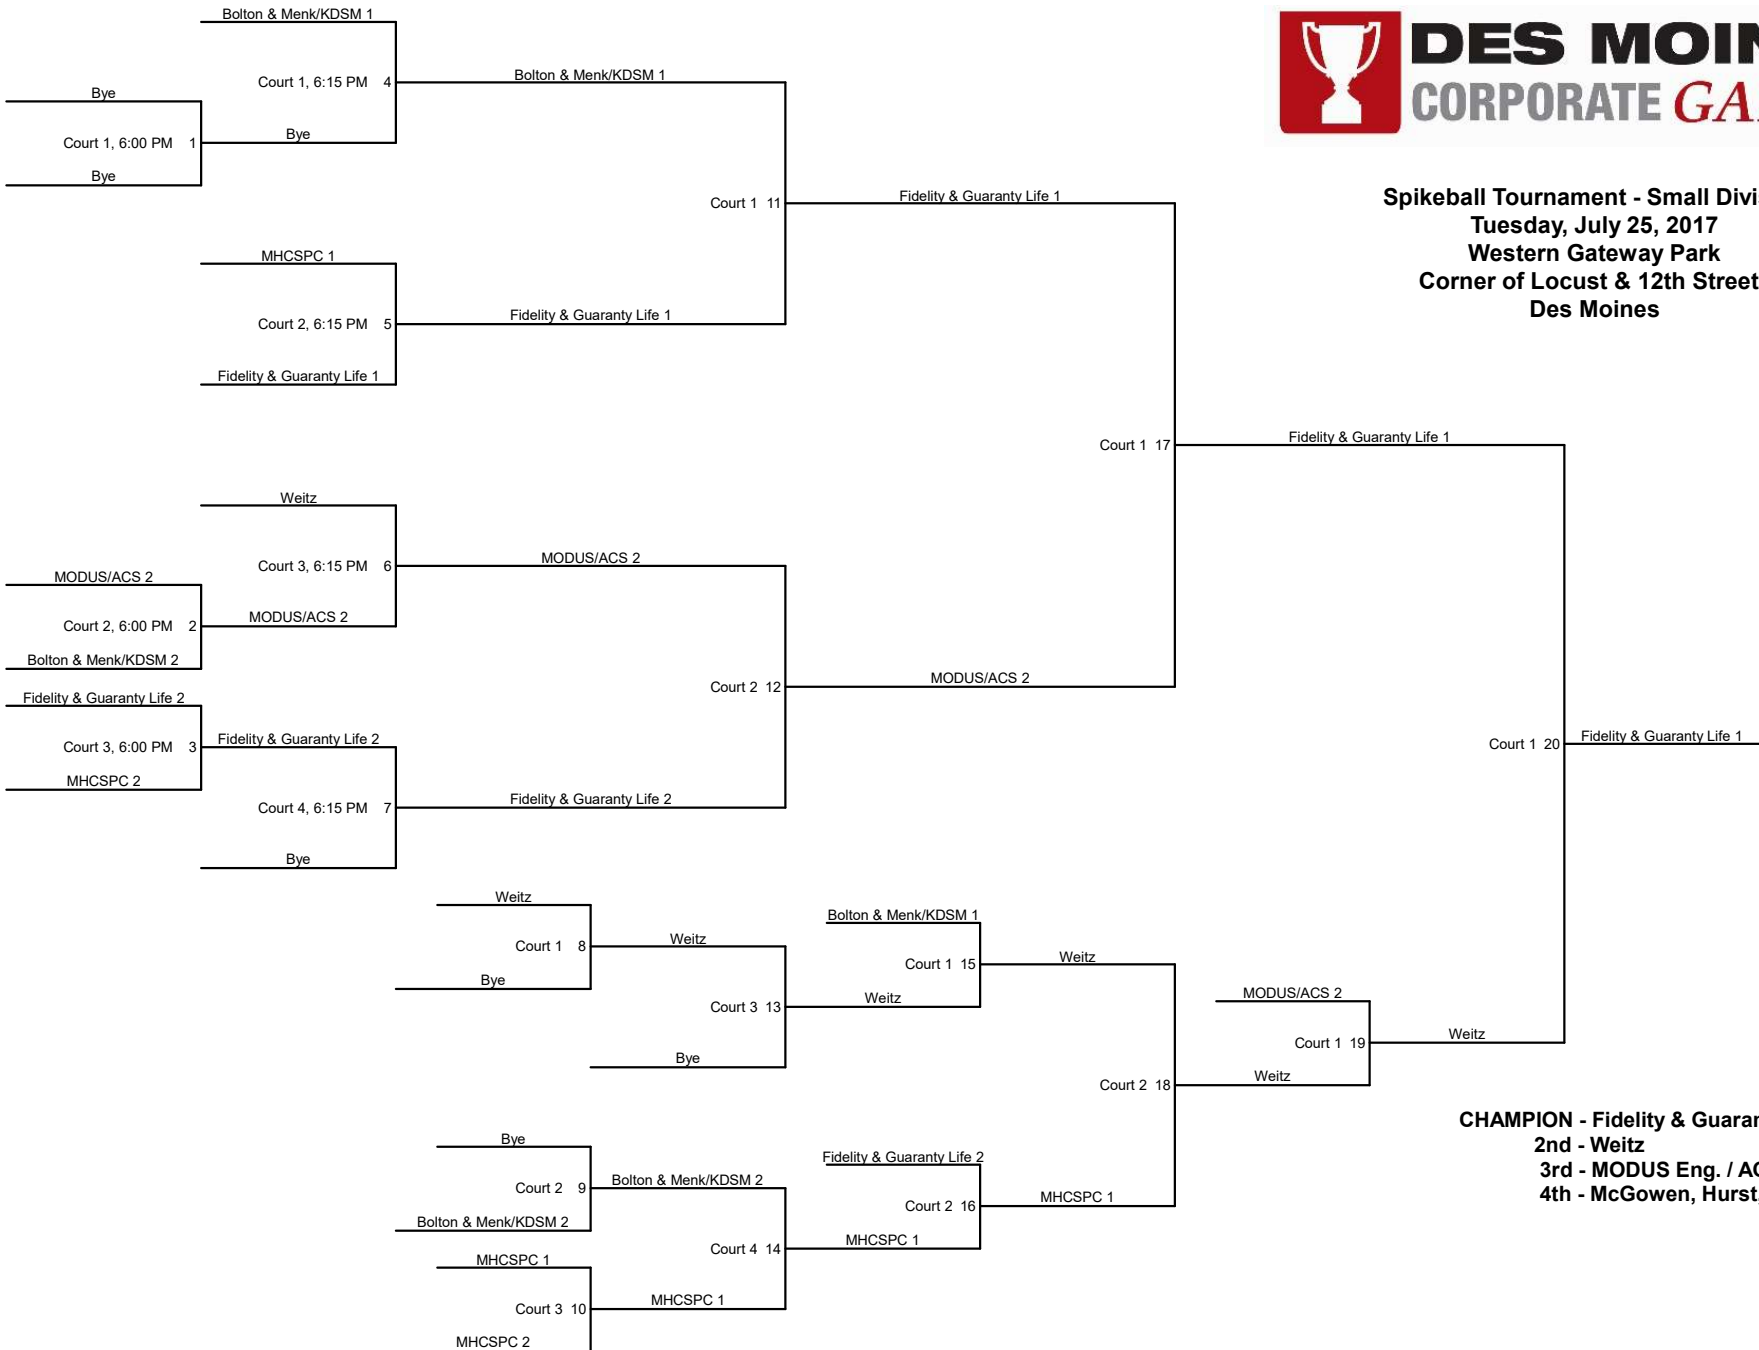 Bolton & Menk/KDSM 1
DES MOIN
CORPORATE GA
Court 1, 6:15 PM 4
Bolton & Menk/KDSM 1
Bye
Court 1, 6:00 PM 1
Bye
Bye
Court 1 11
Fidelity & Guaranty Life 1
Spikeball Tournament - Small Divi
Tuesday, July 25, 2017
Western Gateway Park
Corner of Locust & 12th Street
Des Moines
MHCSPC 1
Court 2, 6:15 PM 5
Fidelity & Guaranty Life 1
Fidelity & Guaranty Life 1
Court 1 17
Fidelity & Guaranty Life 1
Weitz
Court 3, 6:15 PM 6
MODUS/ACS 2
MODUS/ACS 2
Court 2, 6:00 PM 2
MODUS/ACS 2
Bolton & Menk/KDSM 2
Fidelity & Guaranty Life 2
Court 2 12
MODUS/ACS 2
Court 3, 6:00 PM 3
Fidelity & Guaranty Life 2
MHCSPC 2
Court 1 20
Fidelity & Guaranty Life 1
Court 4, 6:15 PM 7
Fidelity & Guaranty Life 2
Bye
Weitz
Court 1 8
Weitz
Bye
Bolton & Menk/KDSM 1
Court 1 15
Weitz
Court 3 13
Weitz
Bye
MODUS/ACS 2
Court 1 19
Weitz
Court 2 18
Weitz
CHAMPION - Fidelity & Guaran
2nd - Weitz
3rd - MODUS Eng. / AC
4th - McGowen, Hurst,
Bye
Court 2 9
Bolton & Menk/KDSM 2
Bolton & Menk/KDSM 2
Fidelity & Guaranty Life 2
Court 2 16
MHCSPC 1
Court 4 14
MHCSPC 1
MHCSPC 1
Court 3 10
MHCSPC 1
MHCSPC 2